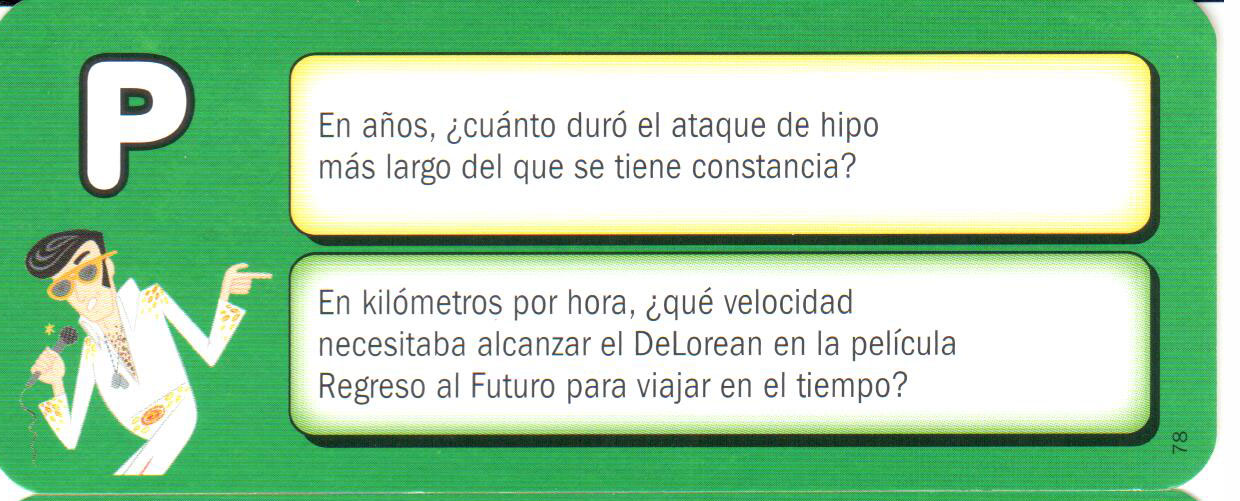 P
En años, ¿cuánto duró el ataque de hipo
más largo del que se tiene constancia?
En kilómetros por hora, ¿qué velocidad
necesitaba alcanzar el DeLorean en la película
Regreso al Futuro para viajar en el tiempo?
78